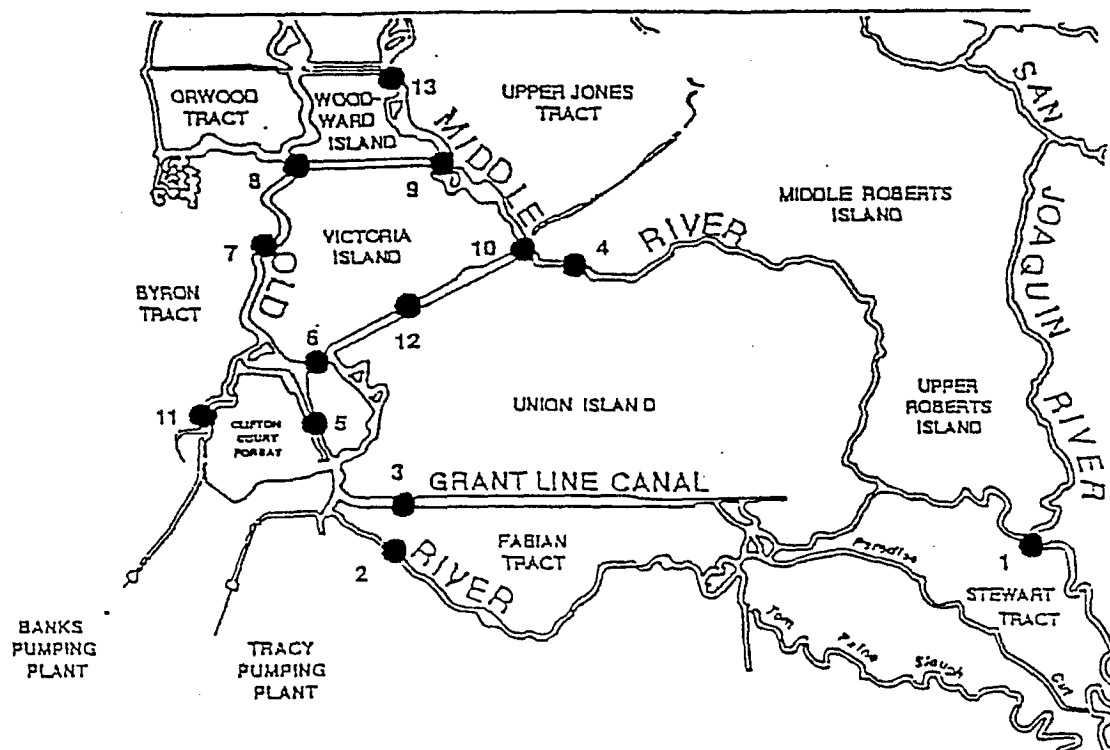 ORWOOD
TRACT
WOOD-
WARD
ISLAND
13
UPPER JONES
TRACT
SAN
JOAQUIN
RIVER
MIDDLE
RIVER
8
9
MIDDLE ROBERTS
ISLAND
7
OLD
VICTORIA
ISLAND
10
4
BYRON
TRACT
6
12
11
CLIFTON
COURT
FOREBAY
5
UNION ISLAND
UPPER
ROBERTS
ISLAND
3
GRANT LINE CANAL
2
RIVER
FABIAN
TRACT
Paradise
Cut
1
STEWART
TRACT
Tom
Paine
Slough
BANKS
PUMPING
PLANT
TRACY
PUMPING
PLANT